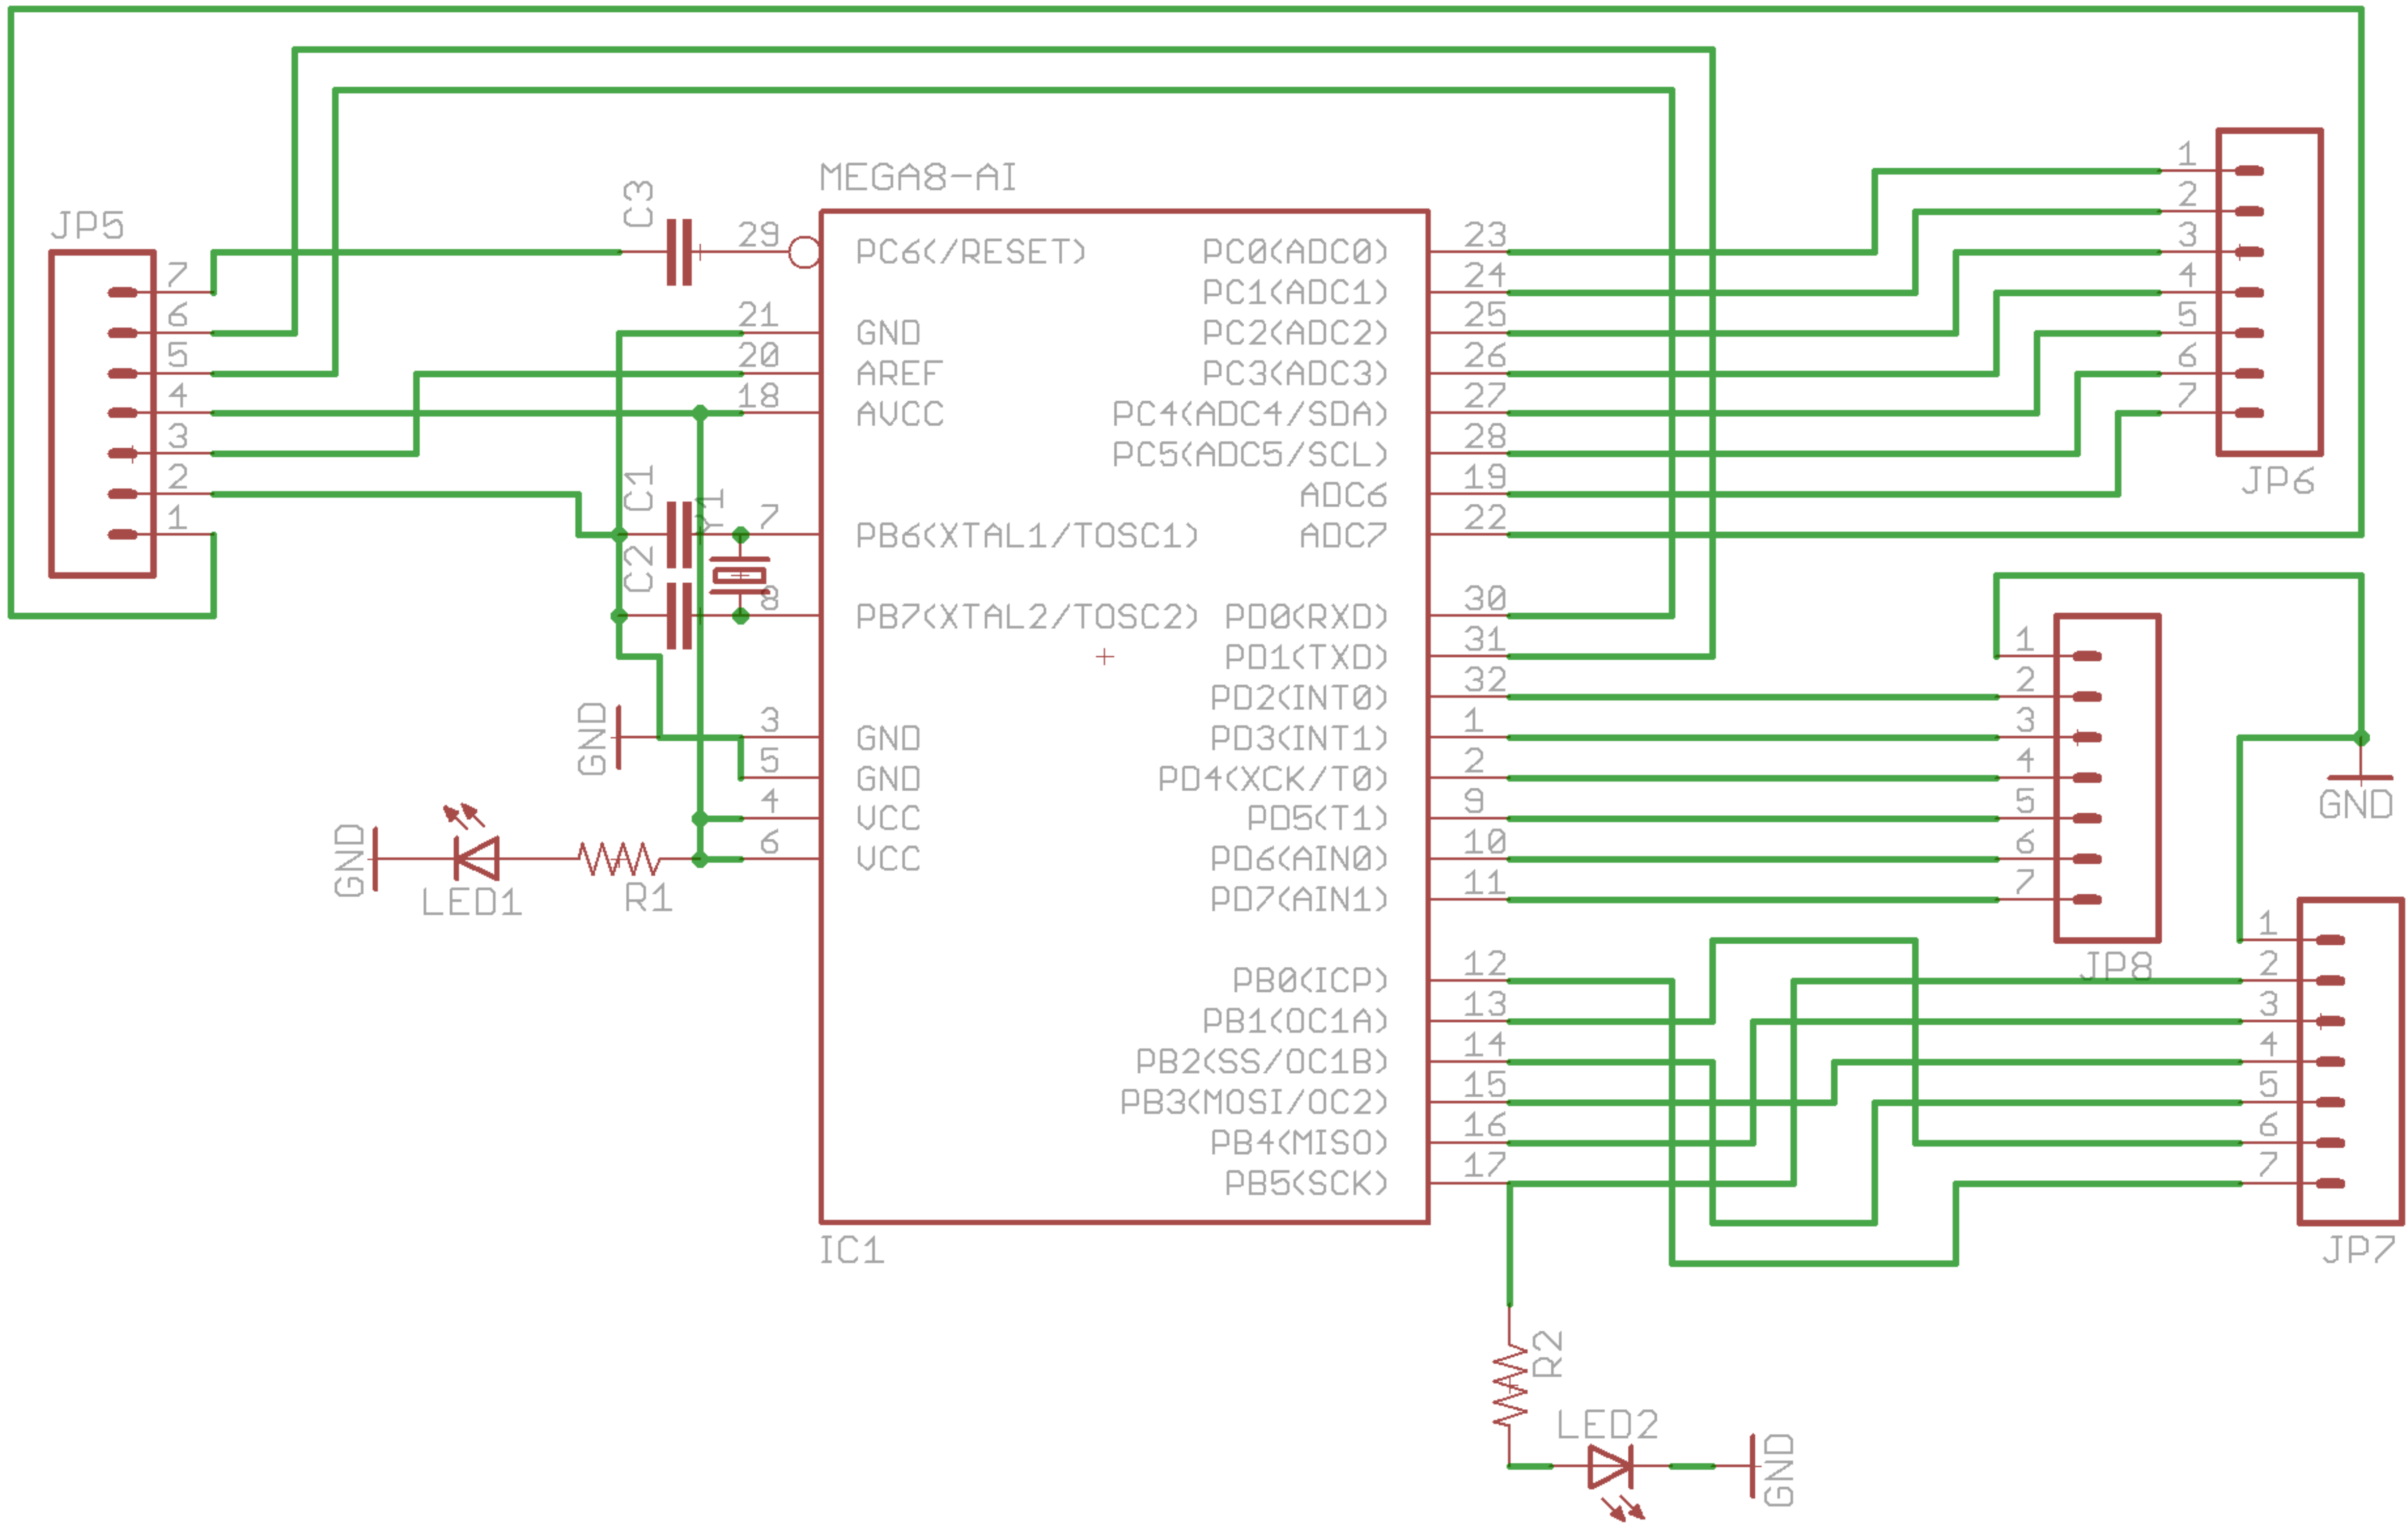 MEGA8-AI
JP5
7
6
5
4
3
2
1
C3
C1
C2
Y1
GND
GND
LED1
R1
29 PC6(/RESET)
21 GND
20 AREF
18 AVCC
7 PB6(XTAL1/TOSC1)
8 PB7(XTAL2/TOSC2)
3 GND
5 GND
4 VCC
6 VCC
PC0(ADC0) 23
PC1(ADC1) 24
PC2(ADC2) 25
PC3(ADC3) 26
PC4(ADC4/SDA) 27
PC5(ADC5/SCL) 28
ADC6 19
ADC7 22
PD0(RXD) 30
PD1(TXD) 31
PD2(INT0) 32
PD3(INT1) 1
PD4(XCK/T0) 2
PD5(T1) 9
PD6(AIN0) 10
PD7(AIN1) 11
PB0(ICP) 12
PB1(OC1A) 13
PB2(SS/OC1B) 14
PB3(MOSI/OC2) 15
PB4(MISO) 16
PB5(SCK) 17
IC1
1
2
3
4
5
6
7
JP6
1
2
3
4
5
6
7
JP8
GND
1
2
3
4
5
6
7
JP7
R2
LED2
GND